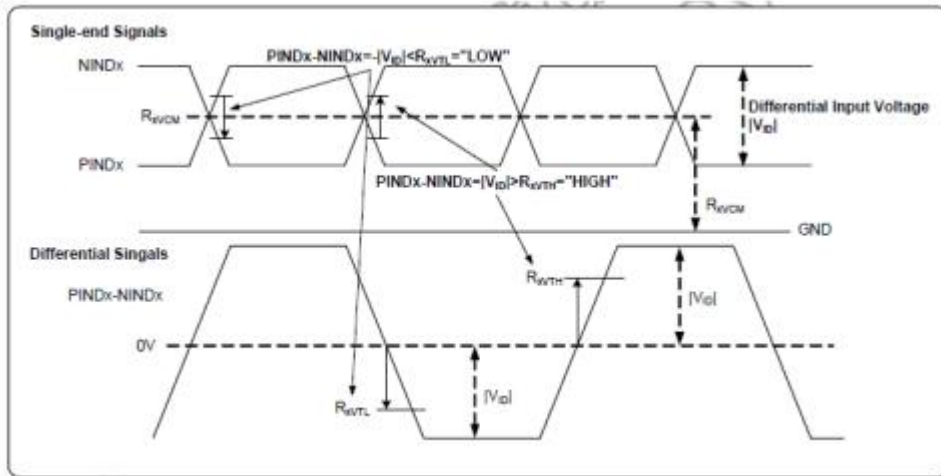 Single-end Signals
NINDx
PINDx-NINDx=-|VID|<RxVTL="LOW"
RxVCM
Differential Input Voltage
|VID|
PINDx
PINDx-NINDx=|VID|>RxVTH="HIGH"
RxVCM
GND
Differential Singals
RxVTH
PINDx-NINDx
|VID|
0V
RxVTL
|VID|